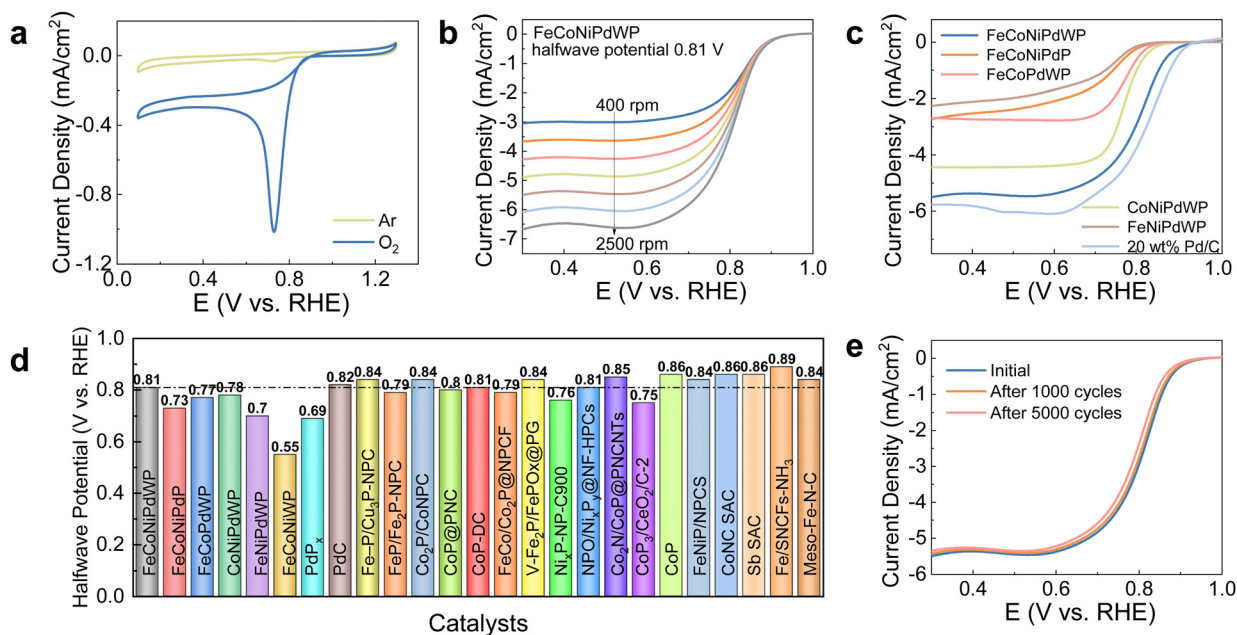 a
Current Density (mA/cm²)
0.0
-0.4
-0.8
-1.2
0.0
0.4
0.8
1.2
E (V vs. RHE)
Ar
O₂
b
FeCoNiPdWP
halfwave potential 0.81 V
400 rpm
2500 rpm
Current Density (mA/cm²)
0
-1
-2
-3
-4
-5
-6
-7
0.4
0.6
0.8
1.0
E (V vs. RHE)
c
FeCoNiPdWP
FeCoNiPdP
FeCoPdWP
CoNiPdWP
FeNiPdWP
20 wt% Pd/C
Current Density (mA/cm²)
0
-2
-4
-6
0.4
0.6
0.8
1.0
E (V vs. RHE)
d
Halfwave Potential (V vs. RHE)
1.0
0.8
0.6
0.4
0.2
0.0
0.81
0.73
0.77
0.78
0.7
0.55
0.69
0.82
0.84
0.79
0.84
0.8
0.81
0.79
0.84
0.76
0.81
0.85
0.75
0.86
0.84
0.86
0.86
0.89
0.84
FeCoNiPdWP
FeCoNiPdP
FeCoPdWP
CoNiPdWP
FeNiPdWP
FeCoNiWP
PdPₓ
PdC
Fe–P/Cu₃P-NPC
FeP/Fe₂P-NPC
Co₂P/CoNPC
CoP@PNC
CoP-DC
FeCo/Co₂P@NPCF
V-Fe₂P/FePOx@PG
NiₓP-NP-C900
NPO/NiₓPᵧ@NF-HPCs
Co₂N/CoP@PNCNTs
CoP₃/CeO₂/C-2
CoP
FeNiP/NPCS
CoNC SAC
Sb SAC
Fe/SNCFs-NH₃
Meso-Fe-N-C
Catalysts
e
Initial
After 1000 cycles
After 5000 cycles
Current Density (mA/cm²)
0
-1
-2
-3
-4
-5
-6
0.4
0.6
0.8
1.0
E (V vs. RHE)